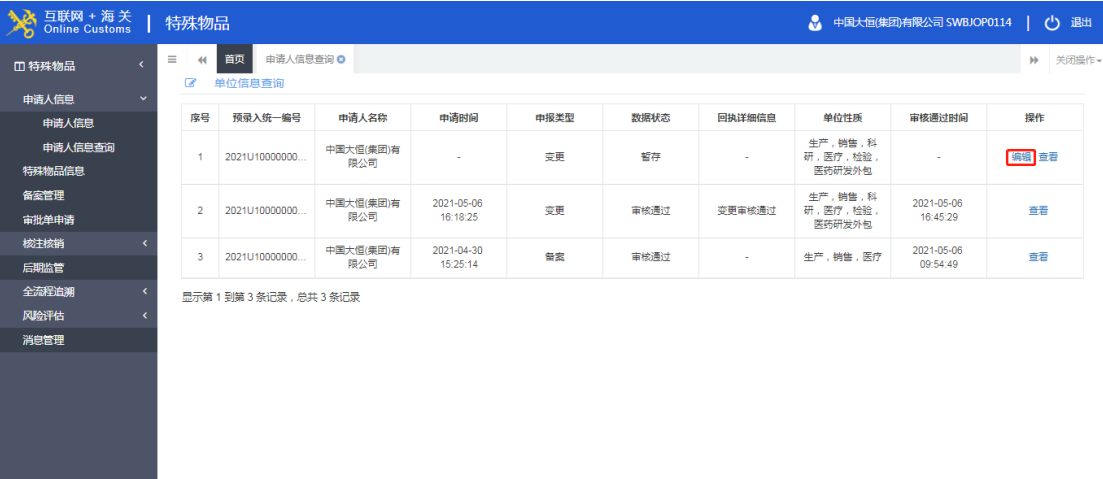 互联网 + 海 关 特殊物品 中国大恒(集团)有限公司 SWBJOP0114 退出
Online Customs
特殊物品 首页 申请人信息查询 关闭操作
单位信息查询
申请人信息
申请人信息
申请人信息查询
特殊物品信息
备案管理
审批单申请
核注核销
后期监管
全流程追溯
风险评估
消息管理
序号 预录入统一编号 申请人名称 申请时间 申报类型 数据状态 回执详细信息 单位性质 审核通过时间 操作
1 2021U10000000... 中国大恒(集团)有 - 变更 暂存 - 生产，销售，科 - 编辑 查看
限公司 研，医疗，检验，
医药研发外包
2 2021U10000000... 中国大恒(集团)有 2021-05-06 变更 审核通过 变更审核通过 生产，销售，科 2021-05-06 查看
限公司 16:18:25 研，医疗，检验， 16:45:29
医药研发外包
3 2021U10000000... 中国大恒(集团)有 2021-04-30 备案 审核通过 - 生产，销售，医疗 2021-05-06 查看
限公司 15:25:14 09:54:49
显示第 1 到第 3 条记录，总共 3 条记录